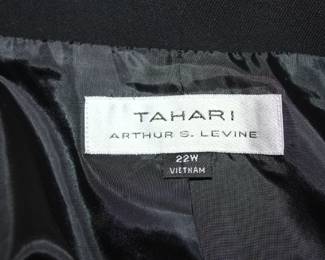 TAHARI
ARTHUR S. LEVINE
22W
VIETNAM